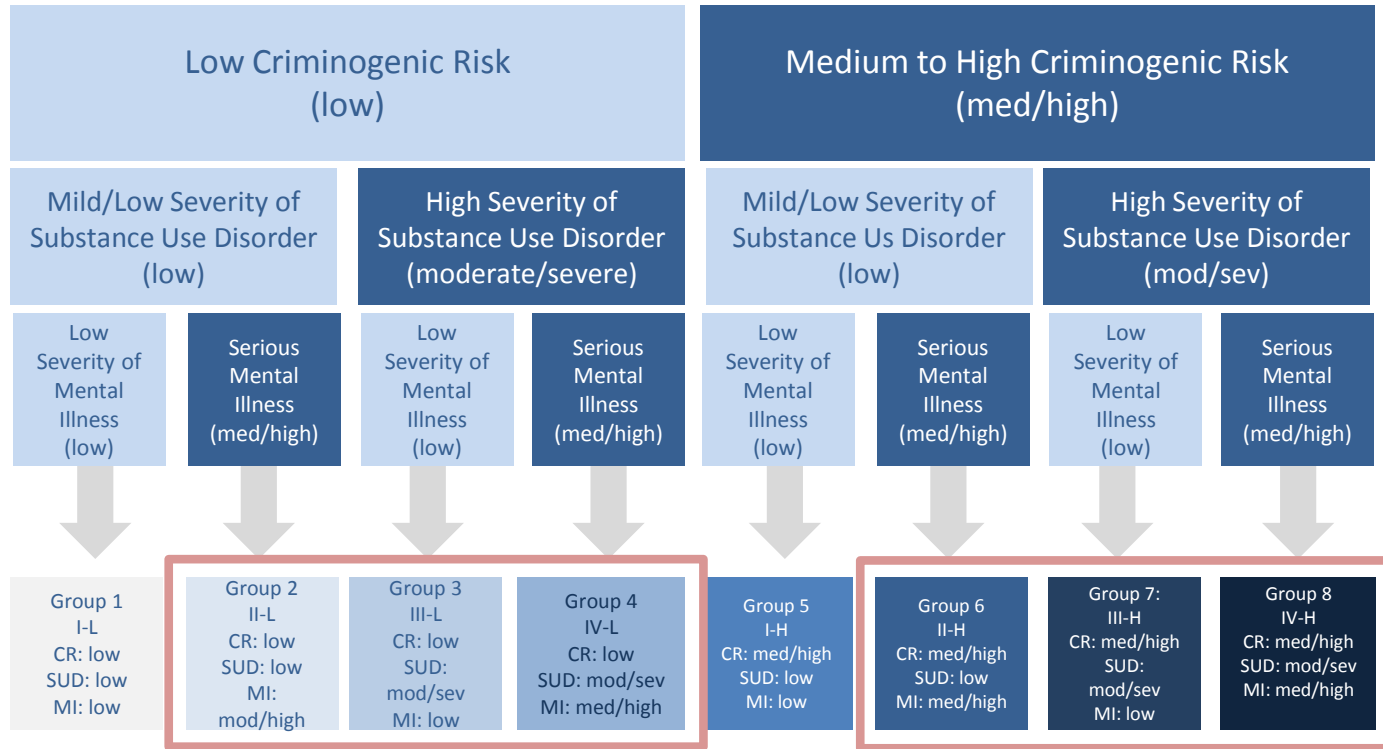 Low Criminogenic Risk
(low)
Medium to High Criminogenic Risk
(med/high)
Mild/Low Severity of
Substance Use Disorder
(low)
High Severity of
Substance Use Disorder
(moderate/severe)
Mild/Low Severity of
Substance Us Disorder
(low)
High Severity of
Substance Use Disorder
(mod/sev)
Low
Severity of
Mental
Illness
(low)
Serious
Mental
Illness
(med/high)
Low
Severity of
Mental
Illness
(low)
Serious
Mental
Illness
(med/high)
Low
Severity of
Mental
Illness
(low)
Serious
Mental
Illness
(med/high)
Low
Severity of
Mental
Illness
(low)
Serious
Mental
Illness
(med/high)
Group 1
I-L
CR: low
SUD: low
MI: low
Group 2
II-L
CR: low
SUD: low
MI:
mod/high
Group 3
III-L
CR: low
SUD:
mod/sev
MI: low
Group 4
IV-L
CR: low
SUD: mod/sev
MI: med/high
Group 5
I-H
CR: med/high
SUD: low
MI: low
Group 6
II-H
CR: med/high
SUD: low
MI: med/high
Group 7:
III-H
CR: med/high
SUD:
mod/sev
MI: low
Group 8
IV-H
CR: med/high
SUD: mod/sev
MI: med/high